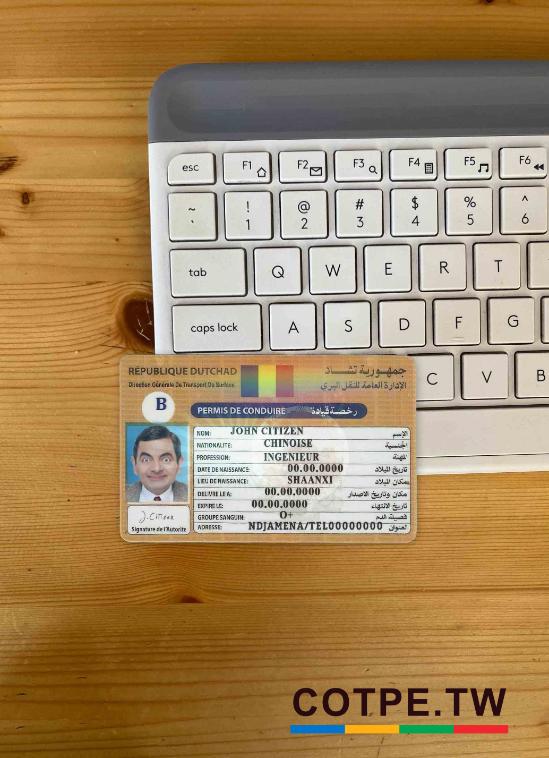 esc F1 F2 F3 F4 F5 F6
~ ! @ # $ % ^
` 1 2 3 4 5 6
tab Q W E R T
caps lock A S D F G
C V B
RÉPUBLIQUE DUTCHAD جمهورية تشاد
Direction Générale De Transport Du Surface الإدارة العامة للنقل البري
B
PERMIS DE CONDUIRE رخصة قيادة
NOM: JOHN CITIZEN الإسم
NATIONALITE: CHINOISE الجنسية
PROFESSION: INGENIEUR المهنة
DATE DE NAISSANCE: 00.00.0000 تاريخ الميلاد
LIEU DE NAISSANCE: SHAANXI مكان الميلاد
DELIVRE LE A: 00.00.0000 مكان وتاريخ الاصدار
EXPIRE LE: 00.00.0000 تاريخ الانتهاء
GROUPE SANGUIN: O+ فصيلة الدم
ADRESSE: NDJAMENA/TEL00000000 العنوان
J. Citizen
Signature de l'Autorite
COTPE.TW